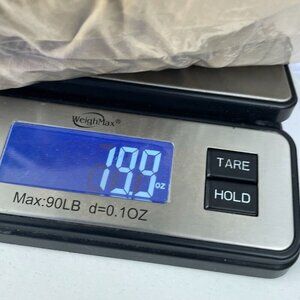 WeighMax®
19.9 oz
TARE
HOLD
Max:90LB d=0.1OZ